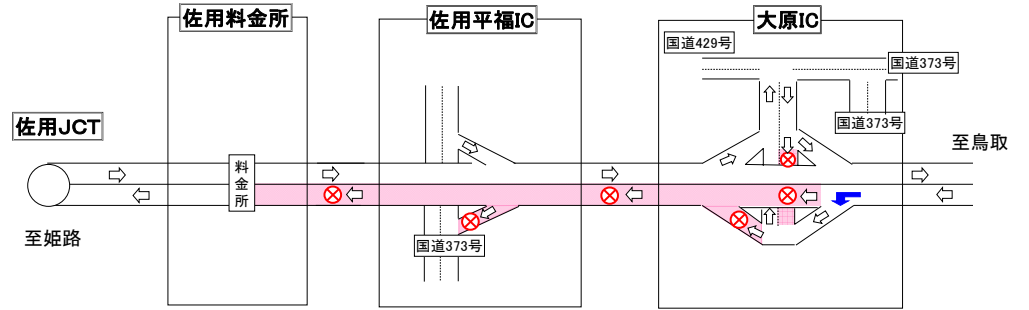 佐用料金所
佐用平福IC
大原IC
国道429号
国道373号
国道373号
佐用JCT
至鳥取
料金所
至姫路
国道373号